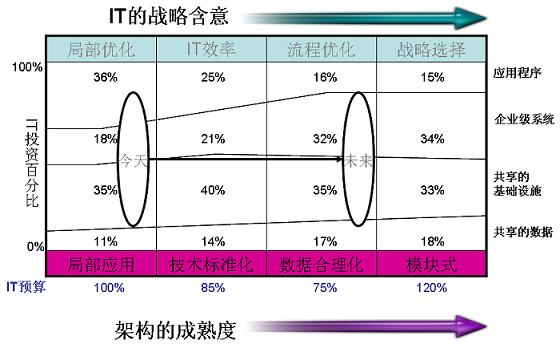 IT的战略含意
局部优化 IT效率 流程优化 战略选择
100%
36% 25% 16% 15% 应用程序
18% 21% 32% 34% 企业级系统
今天 未来
IT投资百分比
35% 40% 35% 33% 共享的
基础设施
11% 14% 17% 18% 共享的数据
0%
局部应用 技术标准化 数据合理化 模块式
IT预算 100% 85% 75% 120%
架构的成熟度